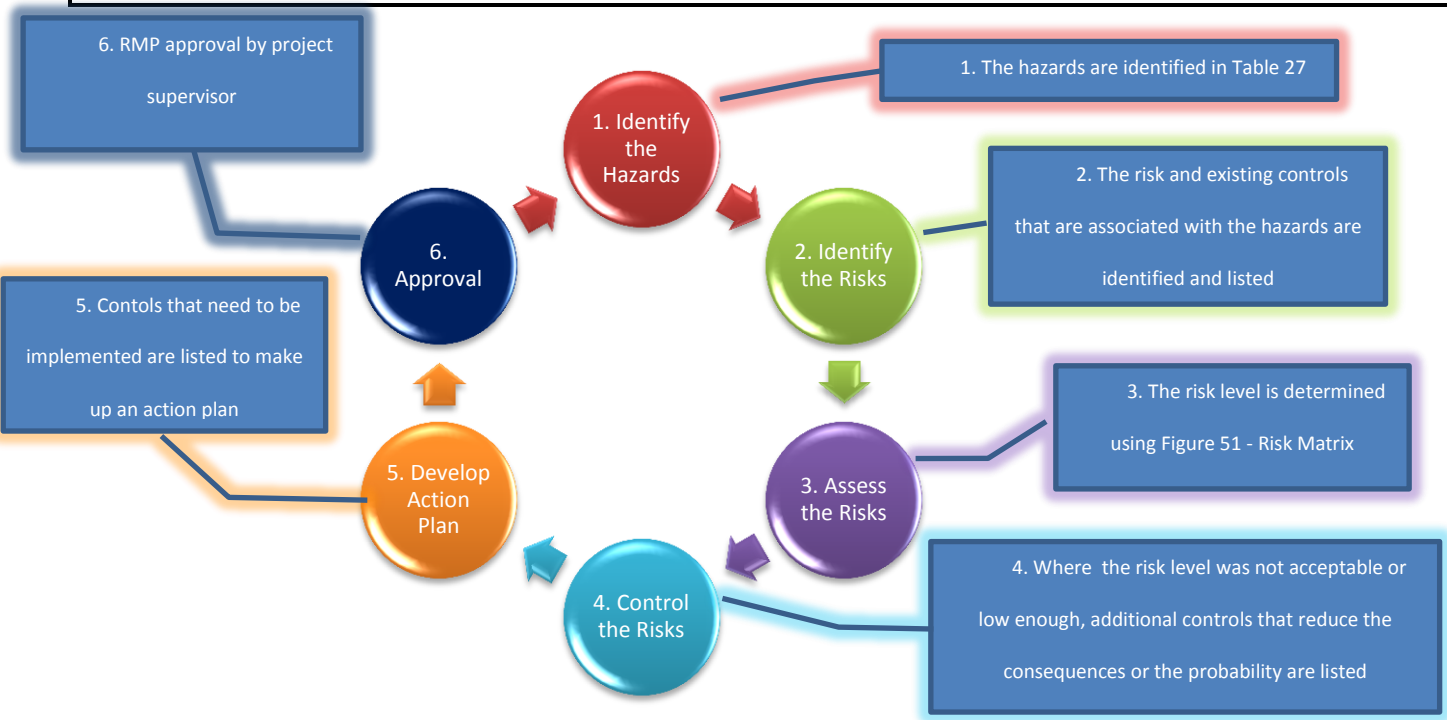 6. RMP approval by project
supervisor
1. Identify
the
Hazards
1. The hazards are identified in Table 27
2. Identify
the Risks
2. The risk and existing controls
that are associated with the hazards are
identified and listed
6.
Approval
5. Contols that need to be
implemented are listed to make
up an action plan
3. Assess
the Risks
3. The risk level is determined
using Figure 51 - Risk Matrix
5. Develop
Action
Plan
4. Control
the Risks
4. Where the risk level was not acceptable or
low enough, additional controls that reduce the
consequences or the probability are listed